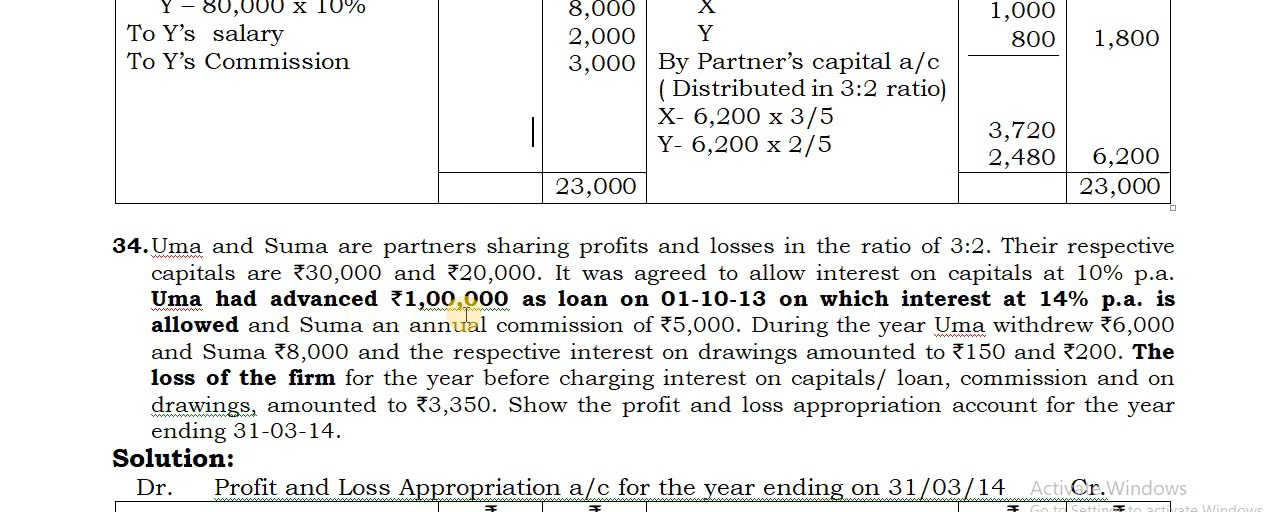 Y – 80,000 x 10% 8,000 X 1,000
To Y's salary 2,000 Y 800 1,800
To Y's Commission 3,000 By Partner's capital a/c
( Distributed in 3:2 ratio)
X- 6,200 x 3/5 3,720
Y- 6,200 x 2/5 2,480 6,200
23,000 23,000
34. Uma and Suma are partners sharing profits and losses in the ratio of 3:2. Their respective
capitals are ₹30,000 and ₹20,000. It was agreed to allow interest on capitals at 10% p.a.
Uma had advanced ₹1,00,000 as loan on 01-10-13 on which interest at 14% p.a. is
allowed and Suma an annual commission of ₹5,000. During the year Uma withdrew ₹6,000
and Suma ₹8,000 and the respective interest on drawings amounted to ₹150 and ₹200. The
loss of the firm for the year before charging interest on capitals/ loan, commission and on
drawings, amounted to ₹3,350. Show the profit and loss appropriation account for the year
ending 31-03-14.
Solution:
Dr. Profit and Loss Appropriation a/c for the year ending on 31/03/14 Cr.
Activate Windows
Go to Settings to activate Windows.